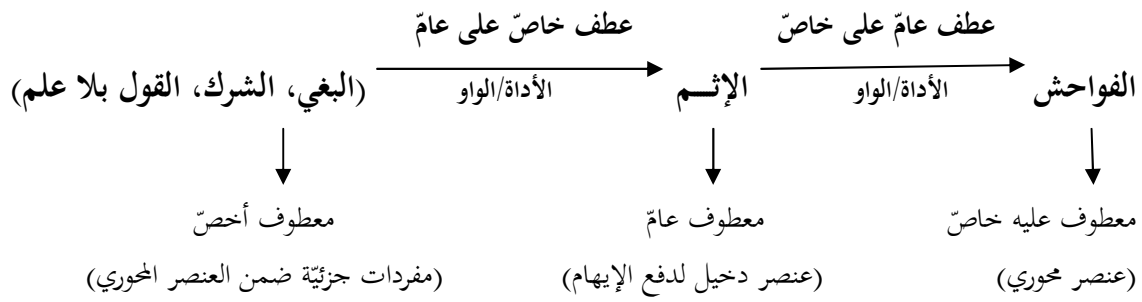 عطف عامّ على خاصّ
عطف خاصّ على عامّ
الفواحش
الأداة/الواو
الإثـــم
الأداة/الواو
(البغي، الشرك، القول بلا علم)
معطوف عليه خاصّ
معطوف عامّ
معطوف أخصّ
(عنصر محوري)
(عنصر دخيل لدفع الإيهام)
(مفردات جزئيّة ضمن العنصر المحوري)